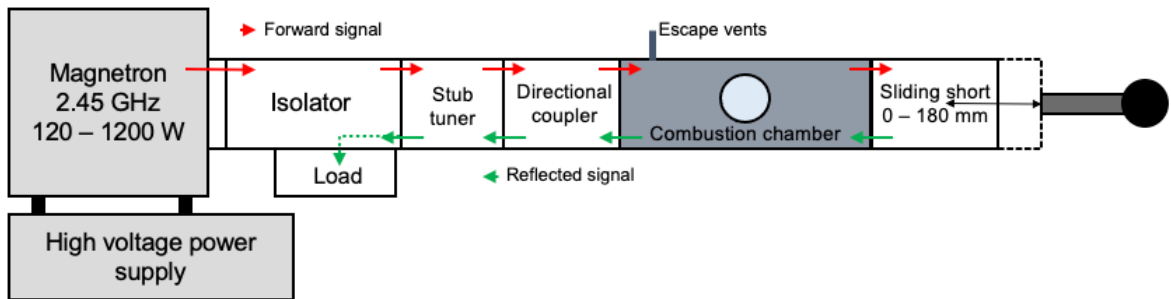 Forward signal
Escape vents
Magnetron
2.45 GHz
120 – 1200 W
Isolator
Stub
tuner
Directional
coupler
Combustion chamber
Sliding short
0 – 180 mm
Load
Reflected signal
High voltage power
supply